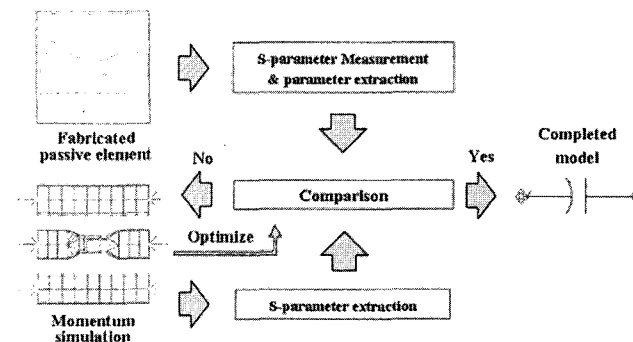 S-parameter Measurement
& parameter extraction
Fabricated
passive element
No
Yes
Completed
model
Comparison
Optimize
S-parameter extraction
Momentum
simulation